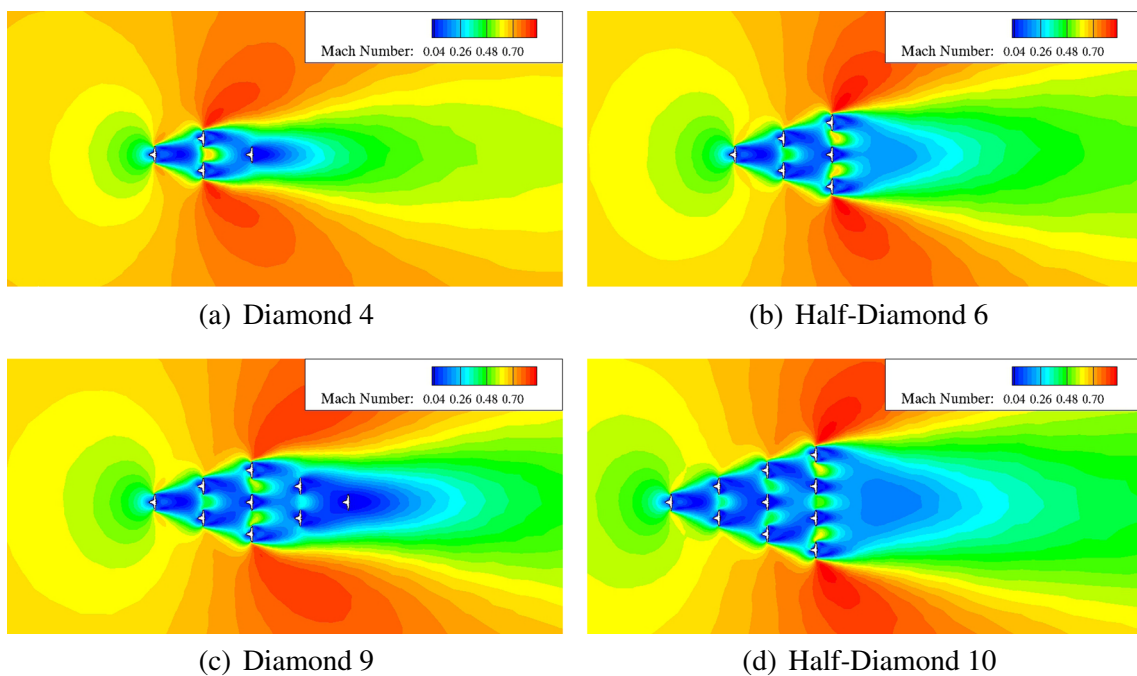 Mach Number: 0.04 0.26 0.48 0.70
Mach Number: 0.04 0.26 0.48 0.70
(a) Diamond 4
(b) Half-Diamond 6
Mach Number: 0.04 0.26 0.48 0.70
Mach Number: 0.04 0.26 0.48 0.70
(c) Diamond 9
(d) Half-Diamond 10